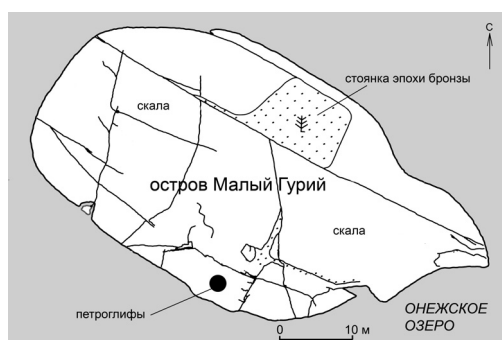 С
стоянка эпохи бронзы
скала
остров Малый Гурий
скала
петроглифы
ОНЕЖСКОЕ
ОЗЕРО
0 10 м